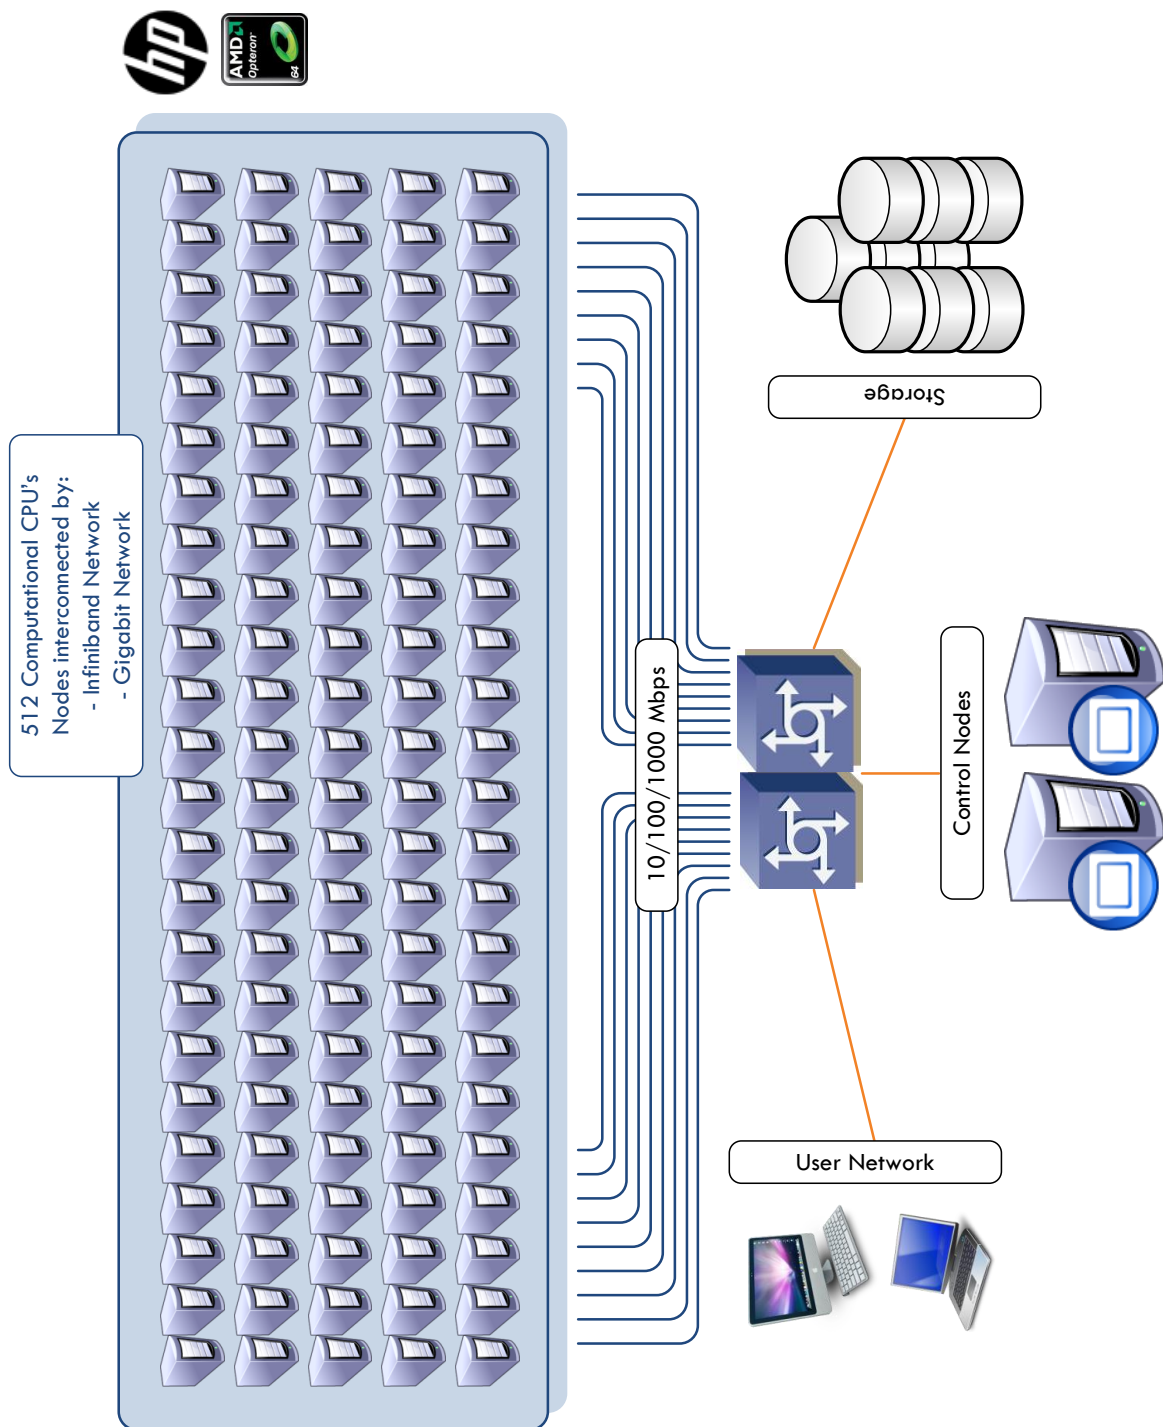 hp
AMD
Opteron
64
512 Computational CPU's
Nodes interconnected by:
- Infiniband Network
- Gigabit Network
10/100/1000 Mbps
Storage
Control Nodes
User Network